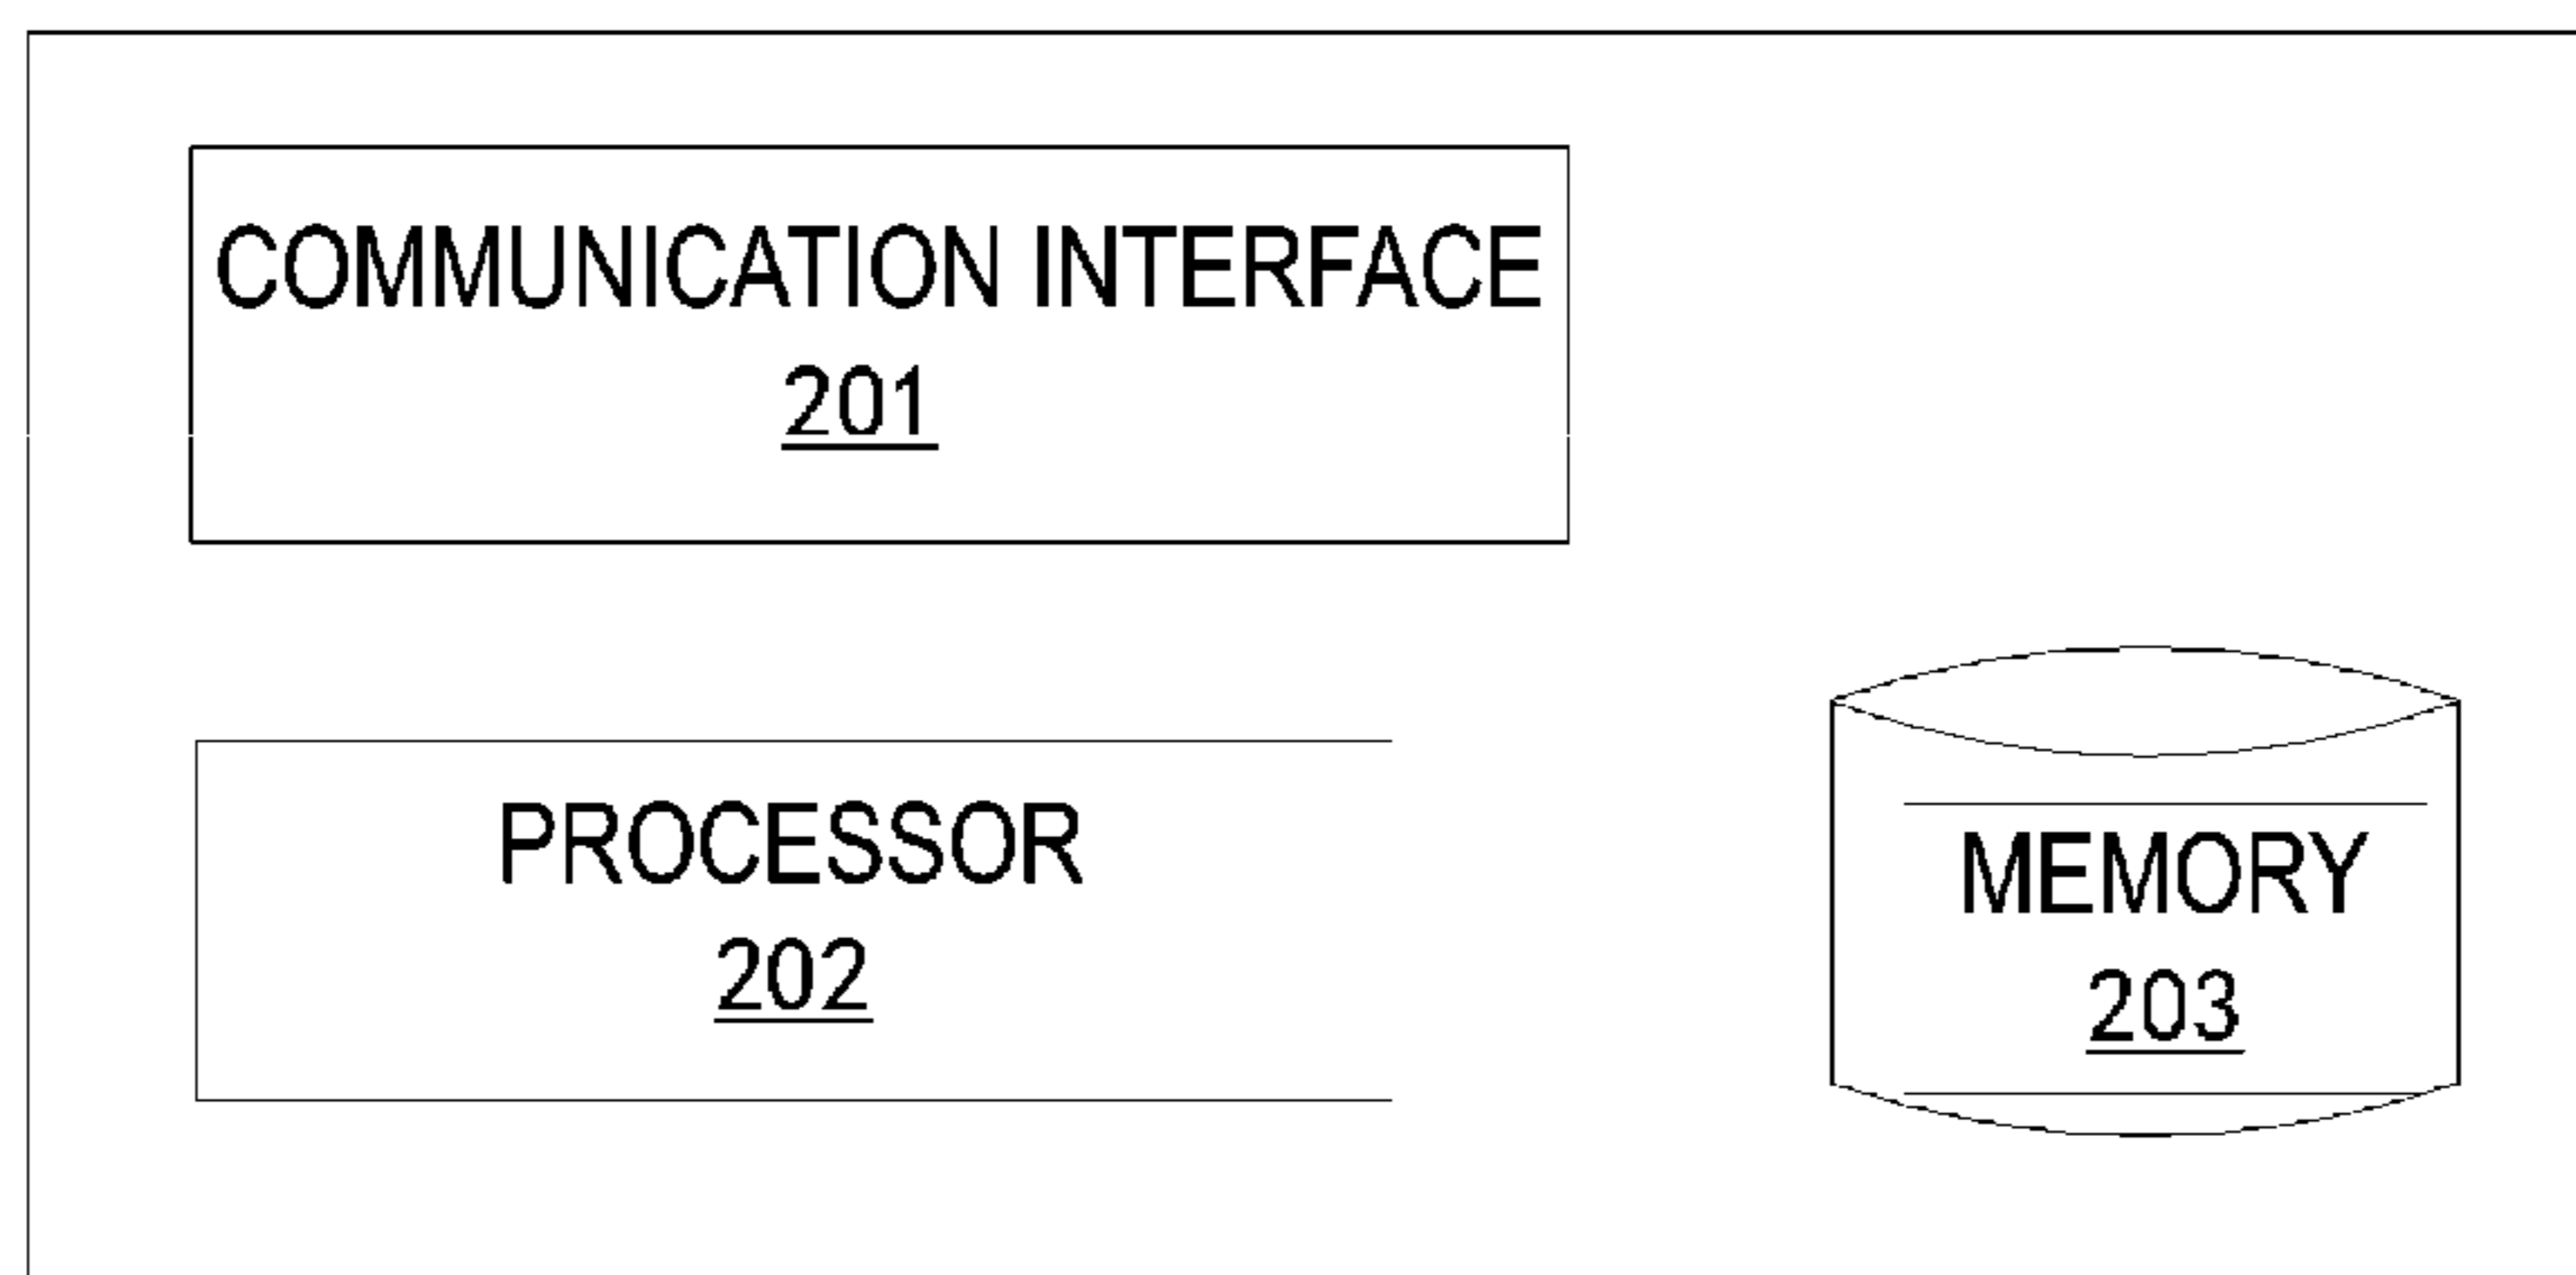 COMMUNICATION INTERFACE
201
PROCESSOR
202
MEMORY
203